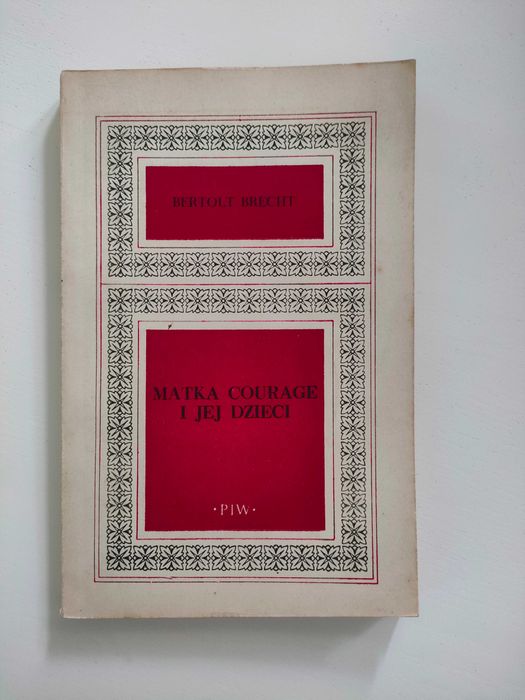 BERTOLT BRECHT
MATKA COURAGE
I JEJ DZIECI
·PIW·